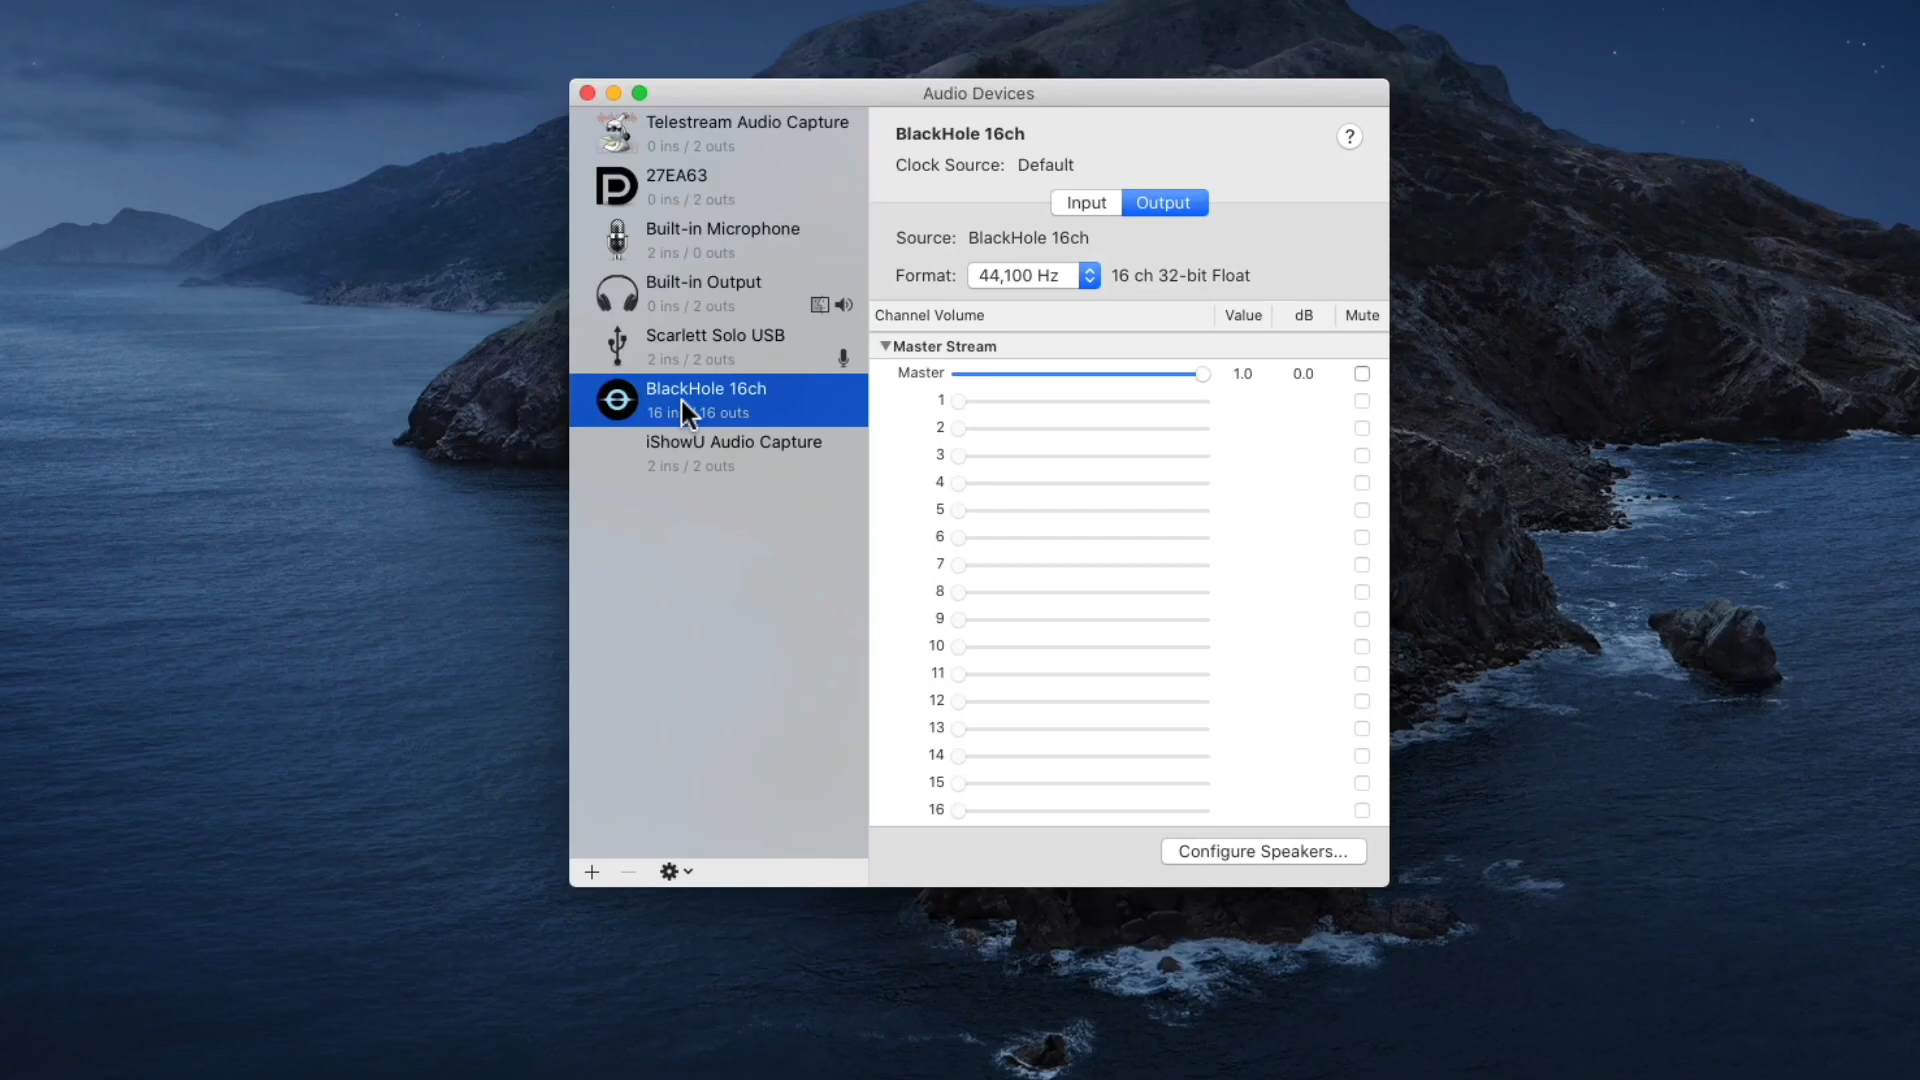 Audio Devices
Telestream Audio Capture
0 ins / 2 outs
27EA63
0 ins / 2 outs
Built-in Microphone
2 ins / 0 outs
Built-in Output
0 ins / 2 outs
Scarlett Solo USB
2 ins / 2 outs
BlackHole 16ch
16 in 16 outs
iShowU Audio Capture
2 ins / 2 outs
BlackHole 16ch
?
Clock Source: Default
Input Output
Source: BlackHole 16ch
Format: 44,100 Hz 16 ch 32-bit Float
Channel Volume Value dB Mute
Master Stream
Master 1.0 0.0
1
2
3
4
5
6
7
8
9
10
11
12
13
14
15
16
Configure Speakers...